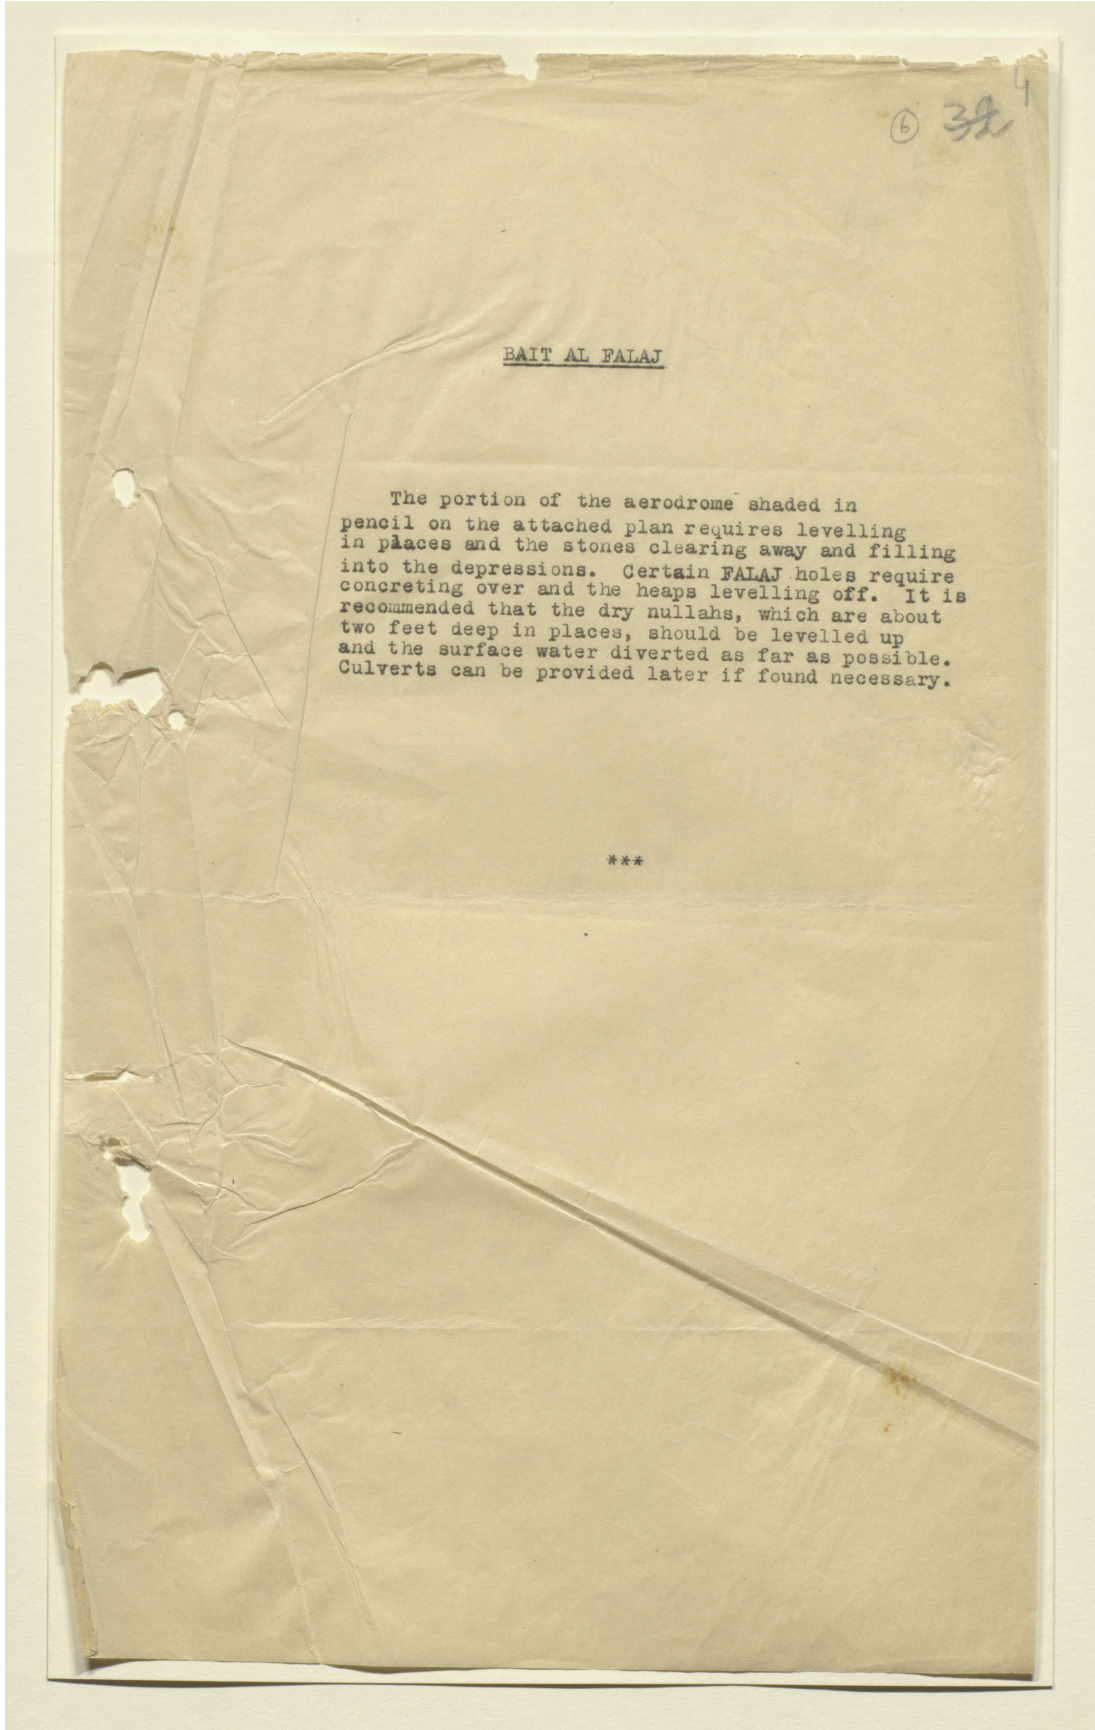 4
6
BAIT AL FALAJ
The portion of the aerodrome shaded in
pencil on the attached plan requires levelling
in places and the stones clearing away and filling
into the depressions. Certain FALAJ holes require
concreting over and the heaps levelling off. It is
recommended that the dry nullahs, which are about
two feet deep in places, should be levelled up
and the surface water diverted as far as possible.
Culverts can be provided later if found necessary.
***